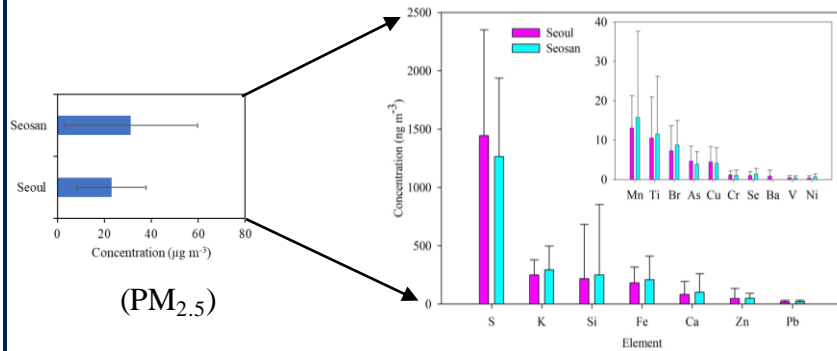 Seosan
Seoul
0 20 40 60 80
Concentration (µg m⁻³)
(PM₂.₅)
2500
2000
1500
1000
500
0
Concentration (ng m⁻³)
Seoul
Seosan
40
30
20
10
0
Mn Ti Br As Cu Cr Se Ba V Ni
S K Si Fe Ca Zn Pb
Element